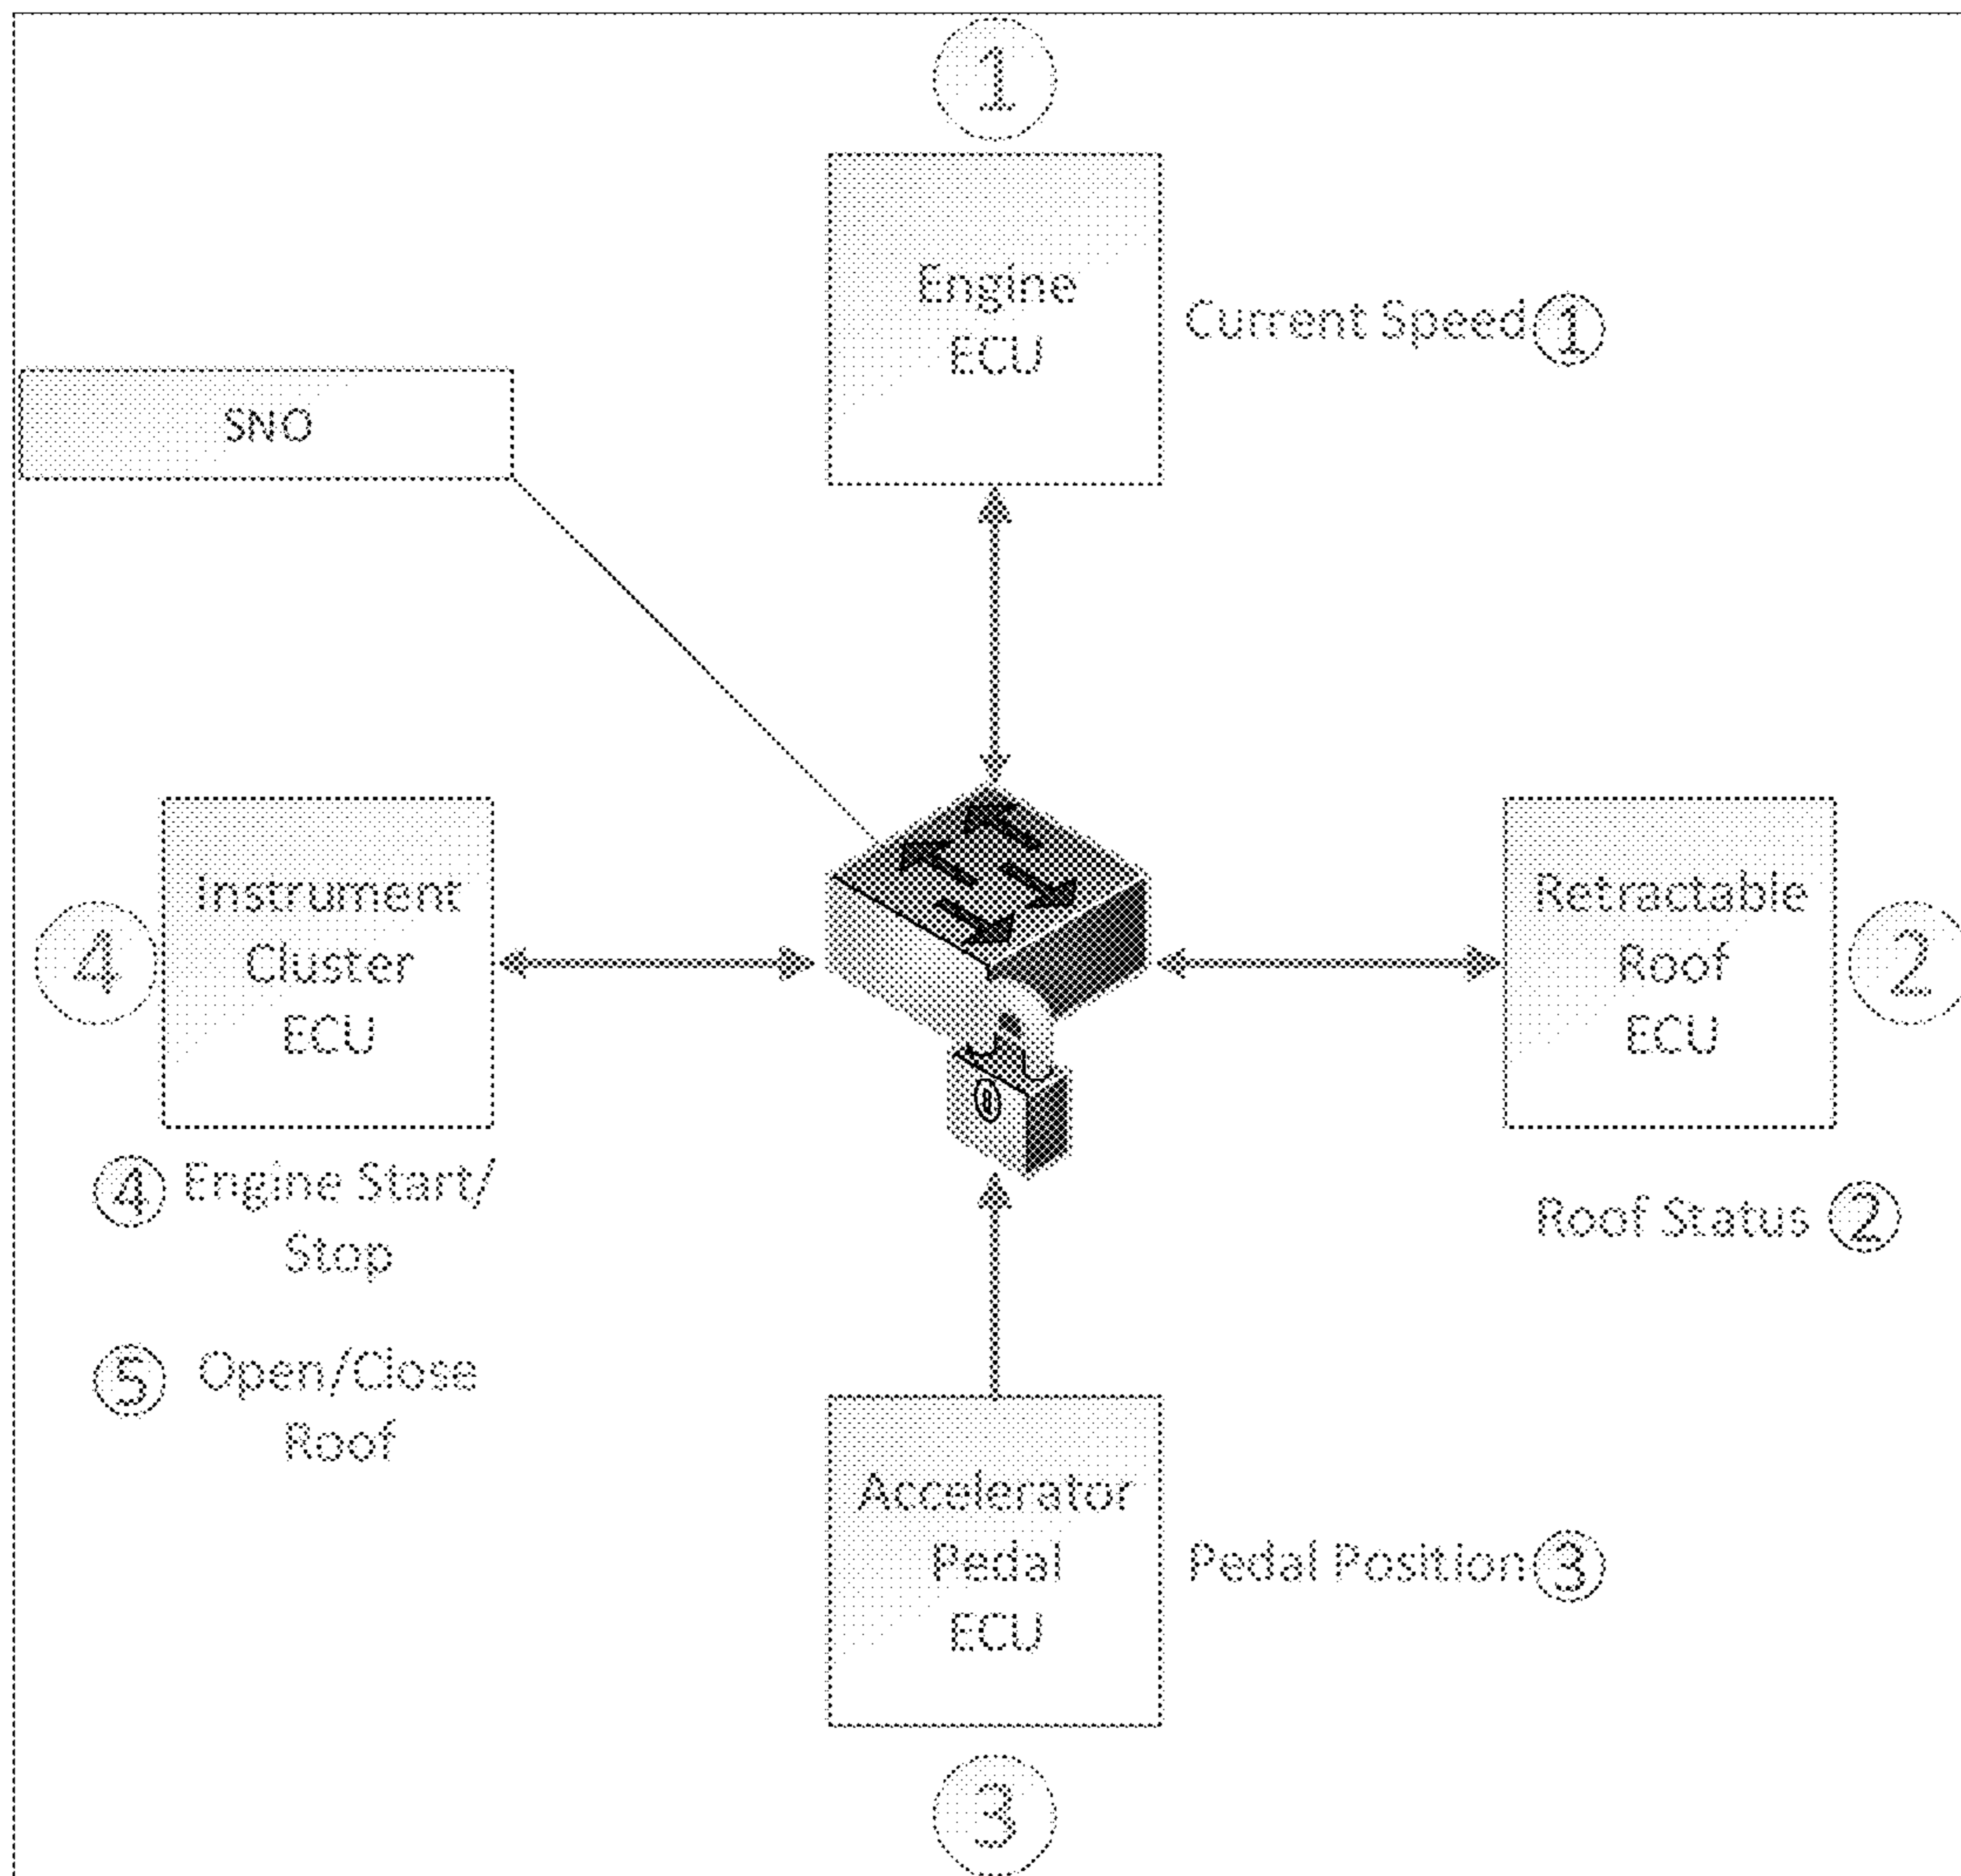 ①
Engine
ECU
Current Speed ①
SNO
④
Instrument
Cluster
ECU
Retractable
Roof
ECU
②
④ Engine Start/
Stop
⑤ Open/Close
Roof
Roof Status ②
Accelerator
Pedal
ECU
Pedal Position ③
③